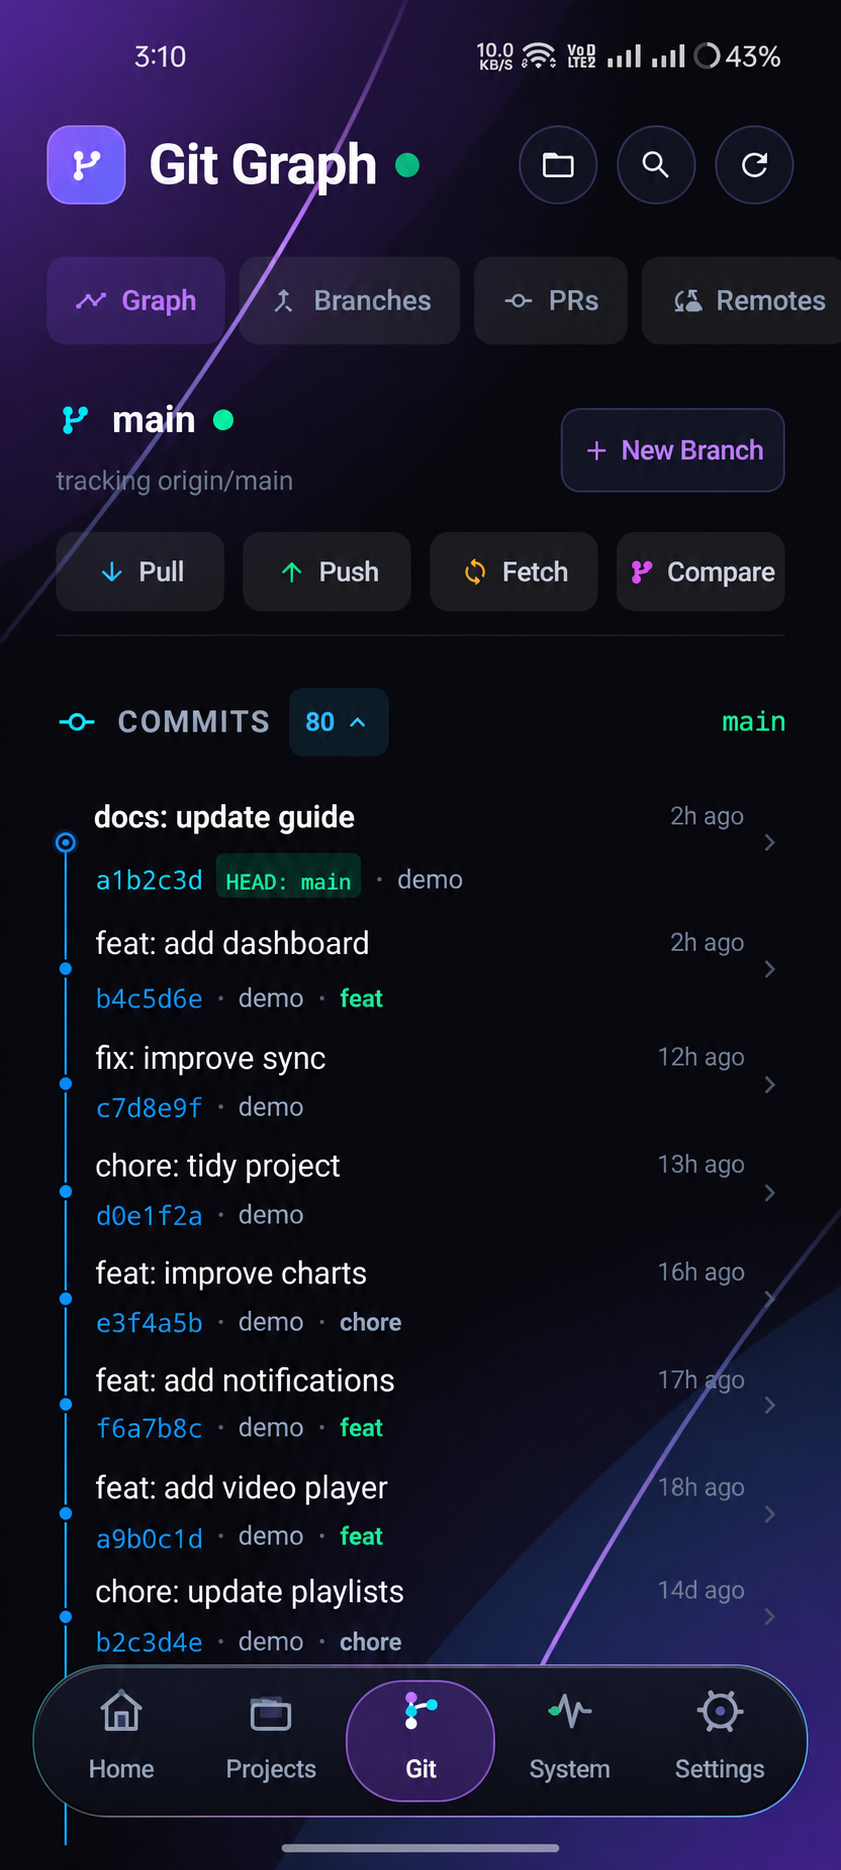 3:10
10.0 KB/S VoD LTE2 43%
Git Graph
Graph Branches PRs Remotes
main
tracking origin/main
+ New Branch
Pull Push Fetch Compare
COMMITS 80 main
docs: update guide 2h ago
a1b2c3d HEAD: main · demo
feat: add dashboard 2h ago
b4c5d6e · demo · feat
fix: improve sync 12h ago
c7d8e9f · demo
chore: tidy project 13h ago
d0e1f2a · demo
feat: improve charts 16h ago
e3f4a5b · demo · chore
feat: add notifications 17h ago
f6a7b8c · demo · feat
feat: add video player 18h ago
a9b0c1d · demo · feat
chore: update playlists 14d ago
b2c3d4e · demo · chore
Home Projects Git System Settings